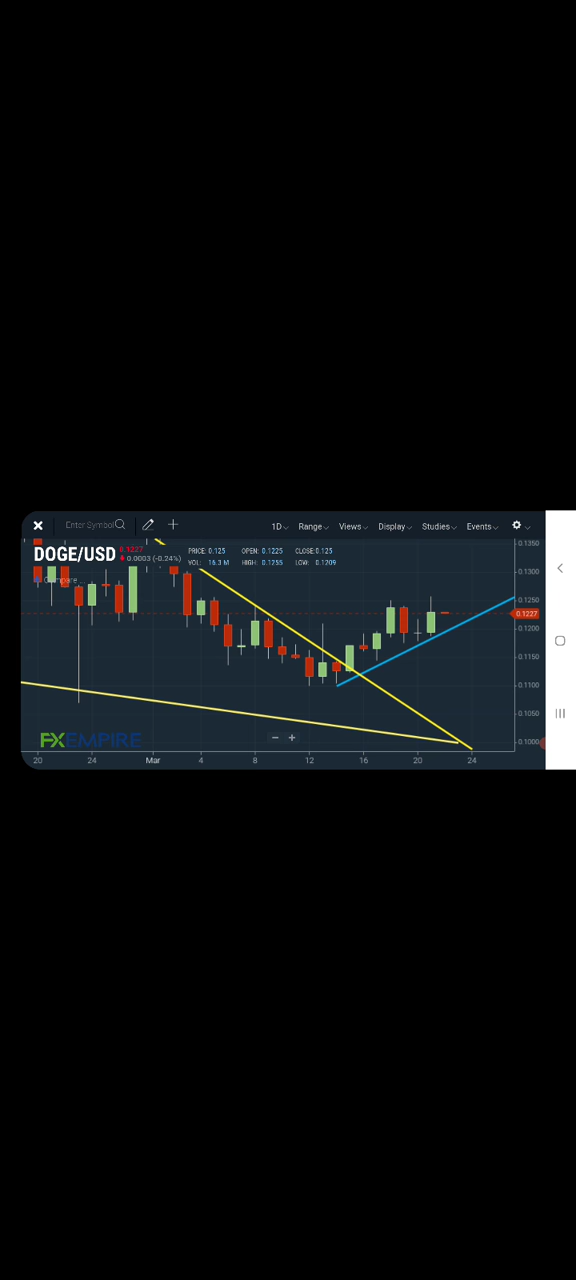 Enter Symbol
1D Range Views Display Studies Events
DOGE/USD 0.1227
0.0003 (-0.24%)
PRICE: 0.125 OPEN: 0.1225 CLOSE: 0.125
VOL: 16.3 M HIGH: 0.1255 LOW: 0.1209
Compare ...
0.1350
0.1300
0.1250
0.1227
0.1200
0.1150
0.1100
0.1050
0.1000
FXEMPIRE
20 24 Mar 4 8 12 16 20 24